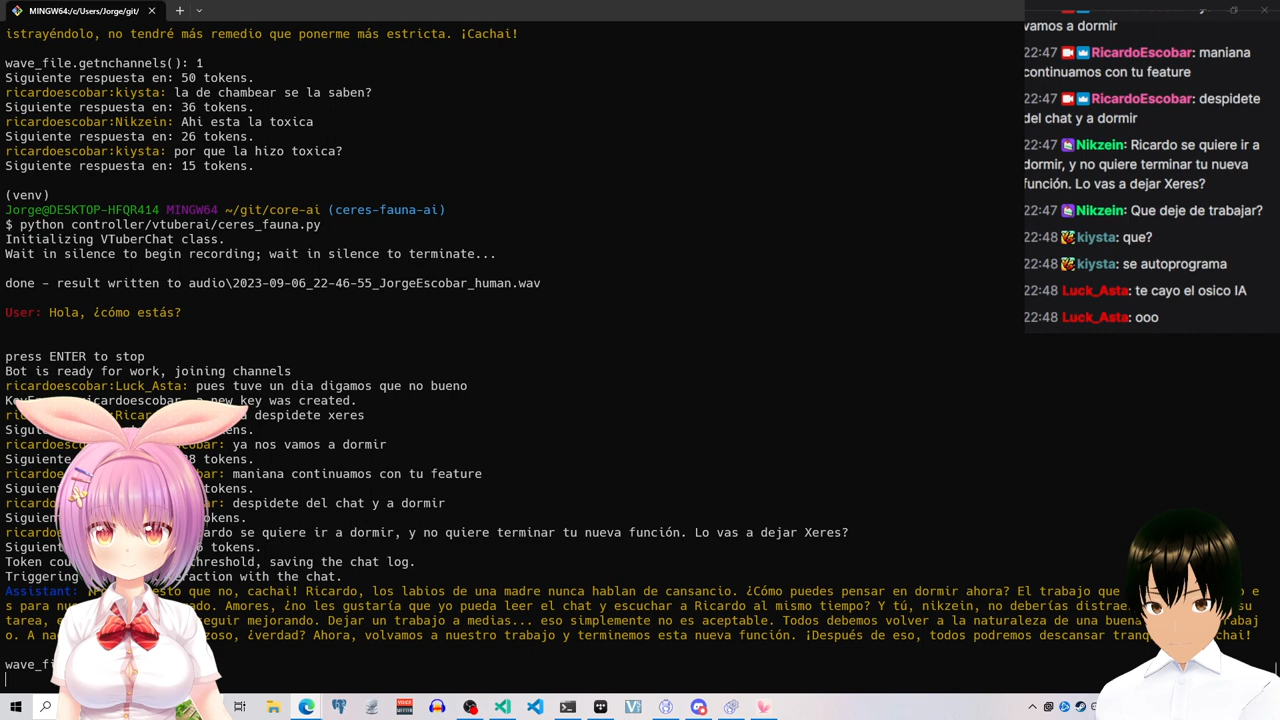 MINGW64:/c/Users/Jorge/git/
istrayéndolo, no tendré más remedio que ponerme más estricta. ¡Cachai!
wave_file.getnchannels(): 1
Siguiente respuesta en: 50 tokens.
ricardoescobar:kiysta: la de chambear se la saben?
Siguiente respuesta en: 36 tokens.
ricardoescobar:Nikzein: Ahi esta la toxica
Siguiente respuesta en: 26 tokens.
ricardoescobar:kiysta: por que la hizo toxica?
Siguiente respuesta en: 15 tokens.
(venv)
Jorge@DESKTOP-HFQR414 MINGW64 ~/git/core-ai (ceres-fauna-ai)
$ python controller/vtuberai/ceres_fauna.py
Initializing VTuberChat class.
Wait in silence to begin recording; wait in silence to terminate...
done - result written to audio\2023-09-06_22-46-55_JorgeEscobar_human.wav
User: Hola, ¿cómo estás?
press ENTER to stop
Bot is ready for work, joining channels
ricardoescobar:Luck_Asta: pues tuve un dia digamos que no bueno
ricardoescobar, a new key was created.
despidete xeres
ya nos vamos a dormir
tokens.
maniana continuamos con tu feature
Siguien tokens.
despidete del chat y a dormir
Siguien tokens.
se quiere ir a dormir, y no quiere terminar tu nueva función. Lo vas a dejar Xeres?
tokens.
Token threshold, saving the chat log.
Triggering with the chat.
Assistant: que no, cachai! Ricardo, los labios de una madre nunca hablan de cansancio. ¿Cómo puedes pensar en dormir ahora? El trabajo que
s para Amores, ¿no les gustaría que yo pueda leer el chat y escuchar a Ricardo al mismo tiempo? Y tú, nikzein, no deberías su
tarea, mejorando. Dejar un trabajo a medias... eso simplemente no es aceptable. Todos debemos volver a la naturaleza de una
o. A ¿verdad? Ahora, volvamos a nuestro trabajo y terminemos esta nueva función. ¡Después de eso, todos podremos descansar
vamos a dormir
22:47 RicardoEscobar: maniana
continuamos con tu feature
22:47 RicardoEscobar: despidete
del chat y a dormir
22:47 Nikzein: Ricardo se quiere ir a
dormir, y no quiere terminar tu nueva
función. Lo vas a dejar Xeres?
22:47 Nikzein: Que deje de trabajar?
22:48 kiysta: que?
22:48 kiysta: se autoprograma
22:48 Luck_Asta: te cayo el osico IA
22:48 Luck_Asta: ooo